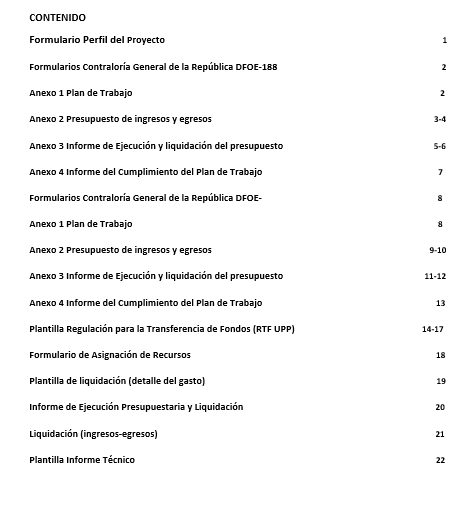 CONTENIDO
Formulario Perfil del Proyecto 1
Formularios Contraloría General de la República DFOE-188 2
Anexo 1 Plan de Trabajo 2
Anexo 2 Presupuesto de ingresos y egresos 3-4
Anexo 3 Informe de Ejecución y liquidación del presupuesto 5-6
Anexo 4 Informe del Cumplimiento del Plan de Trabajo 7
Formularios Contraloría General de la República DFOE- 8
Anexo 1 Plan de Trabajo 8
Anexo 2 Presupuesto de ingresos y egresos 9-10
Anexo 3 Informe de Ejecución y liquidación del presupuesto 11-12
Anexo 4 Informe del Cumplimiento del Plan de Trabajo 13
Plantilla Regulación para la Transferencia de Fondos (RTF UPP) 14-17
Formulario de Asignación de Recursos 18
Plantilla de liquidación (detalle del gasto) 19
Informe de Ejecución Presupuestaria y Liquidación 20
Liquidación (ingresos-egresos) 21
Plantilla Informe Técnico 22